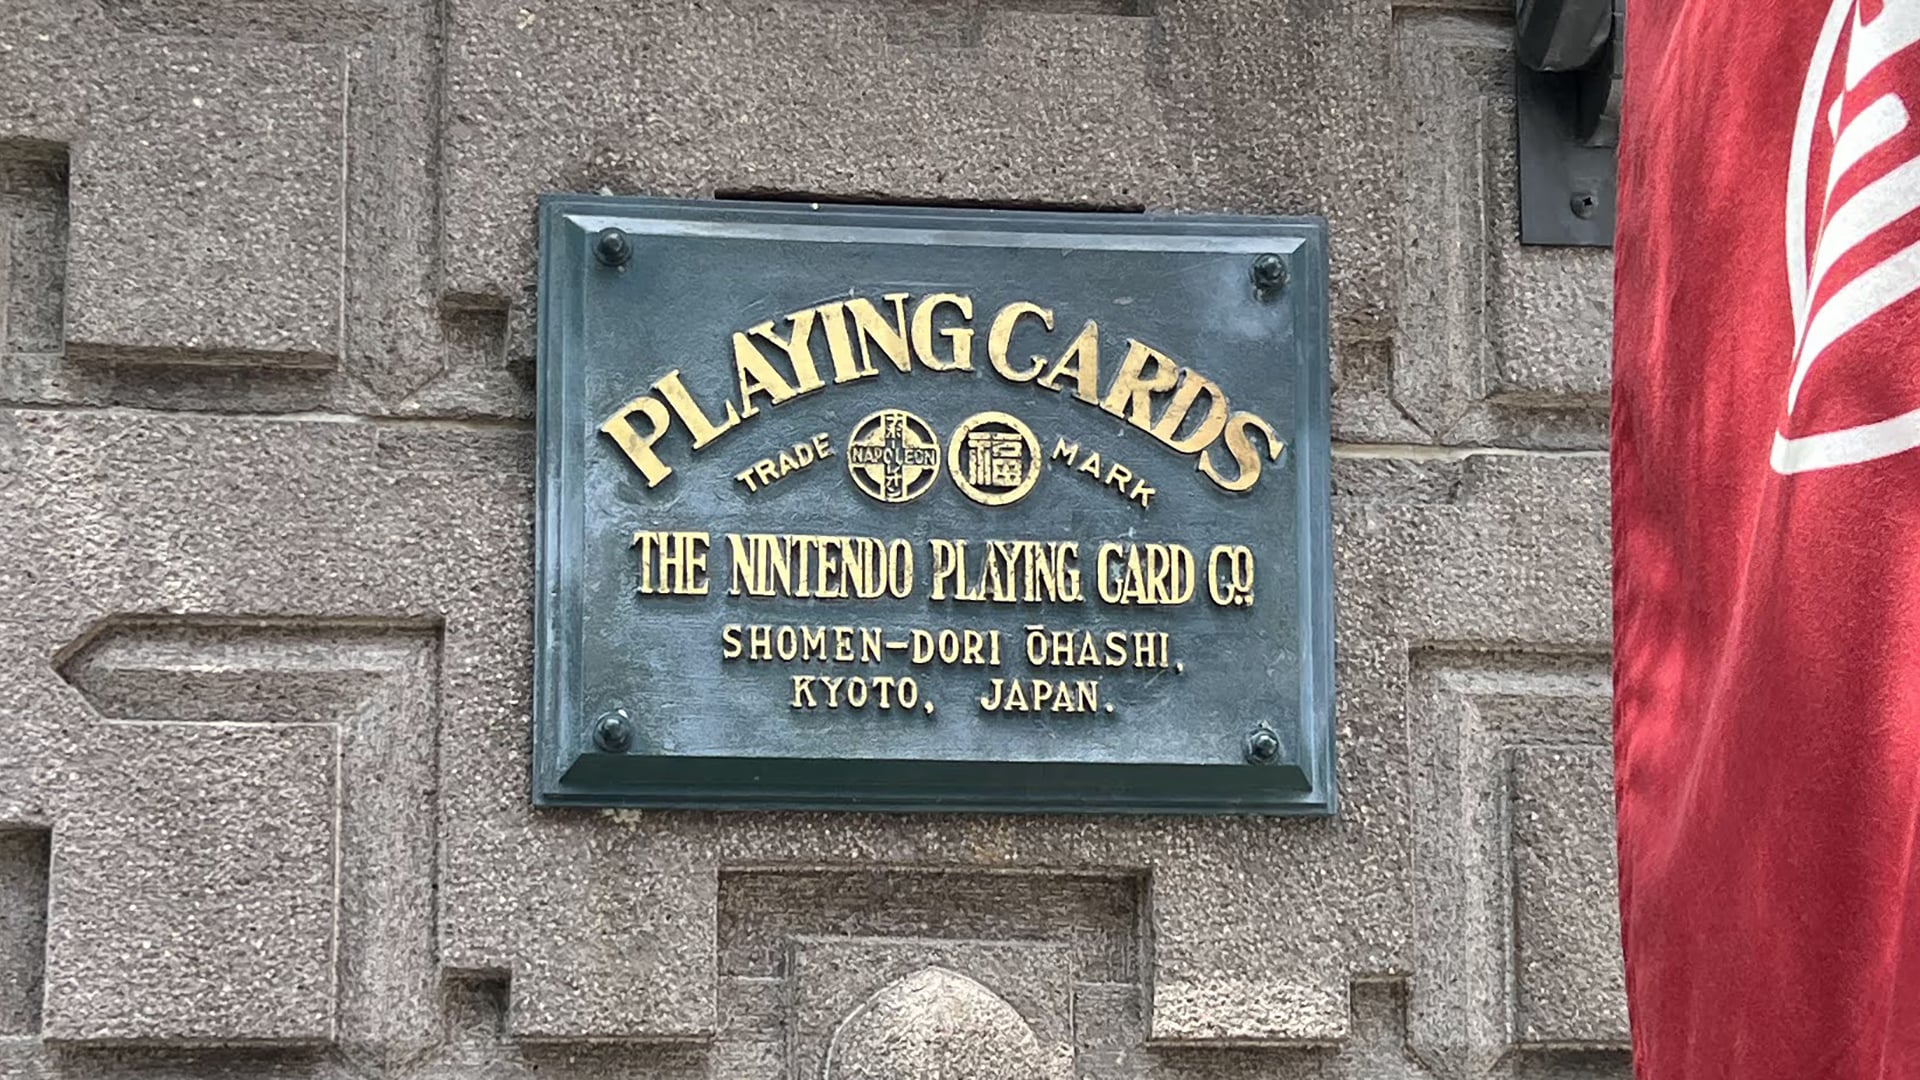 PLAYING CARDS
TRADE NAPOLEON 福 MARK
THE NINTENDO PLAYING CARD CO.
SHOMEN-DORI ŌHASHI,
KYOTO, JAPAN.